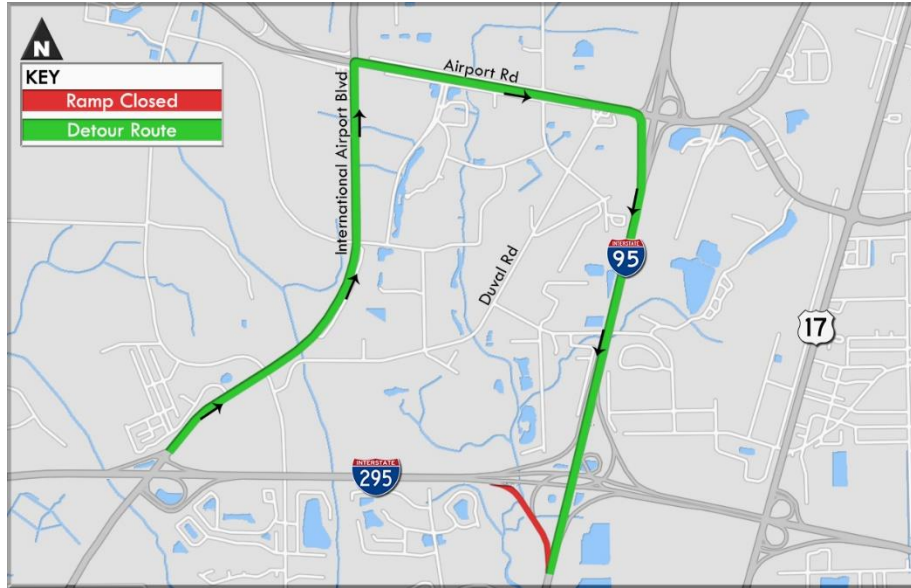 N
KEY
Ramp Closed
Detour Route
International Airport Blvd
Airport Rd
Duval Rd
INTERSTATE
95
17
INTERSTATE
295